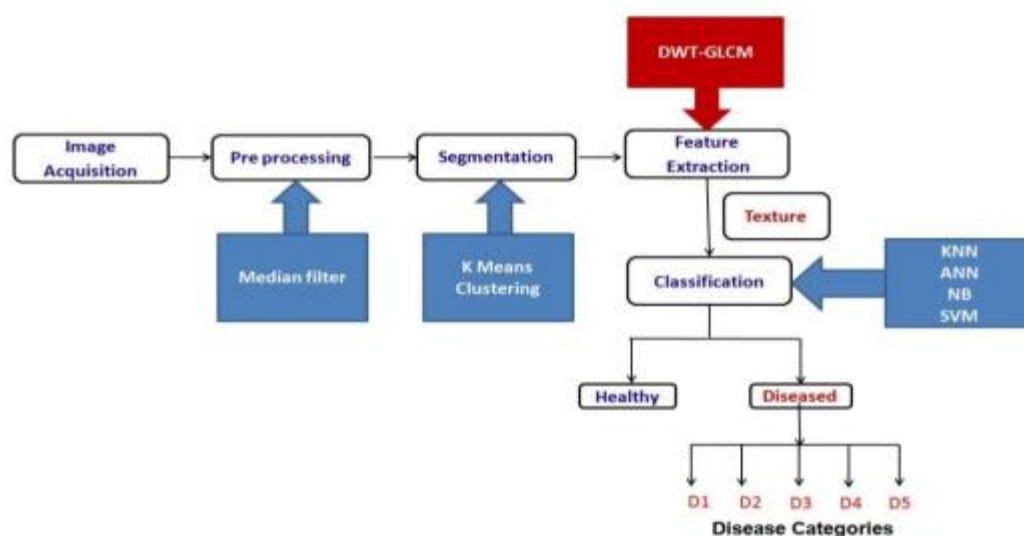 DWT-GLCM
Image
Acquisition
Pre processing
Segmentation
Feature
Extraction
Texture
Median filter
K Means
Clustering
Classification
KNN
ANN
NB
SVM
Healthy
Diseased
D1 D2 D3 D4 D5
Disease Categories